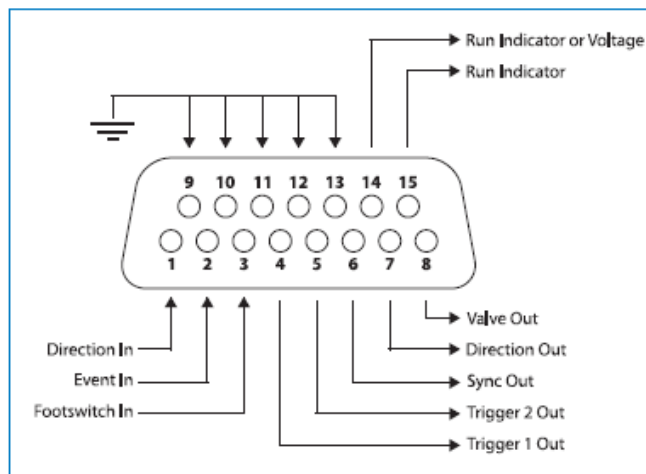 Run Indicator or Voltage
Run Indicator
9 10 11 12 13 14 15
1 2 3 4 5 6 7 8
Valve Out
Direction In
Direction Out
Event In
Sync Out
Footswitch In
Trigger 2 Out
Trigger 1 Out